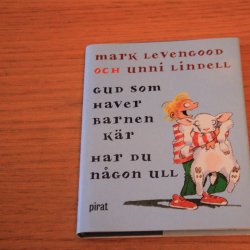 mark Levengood
och unni Lindell
Gud som
haver
barnen
kär
har du
någon ull
pirat